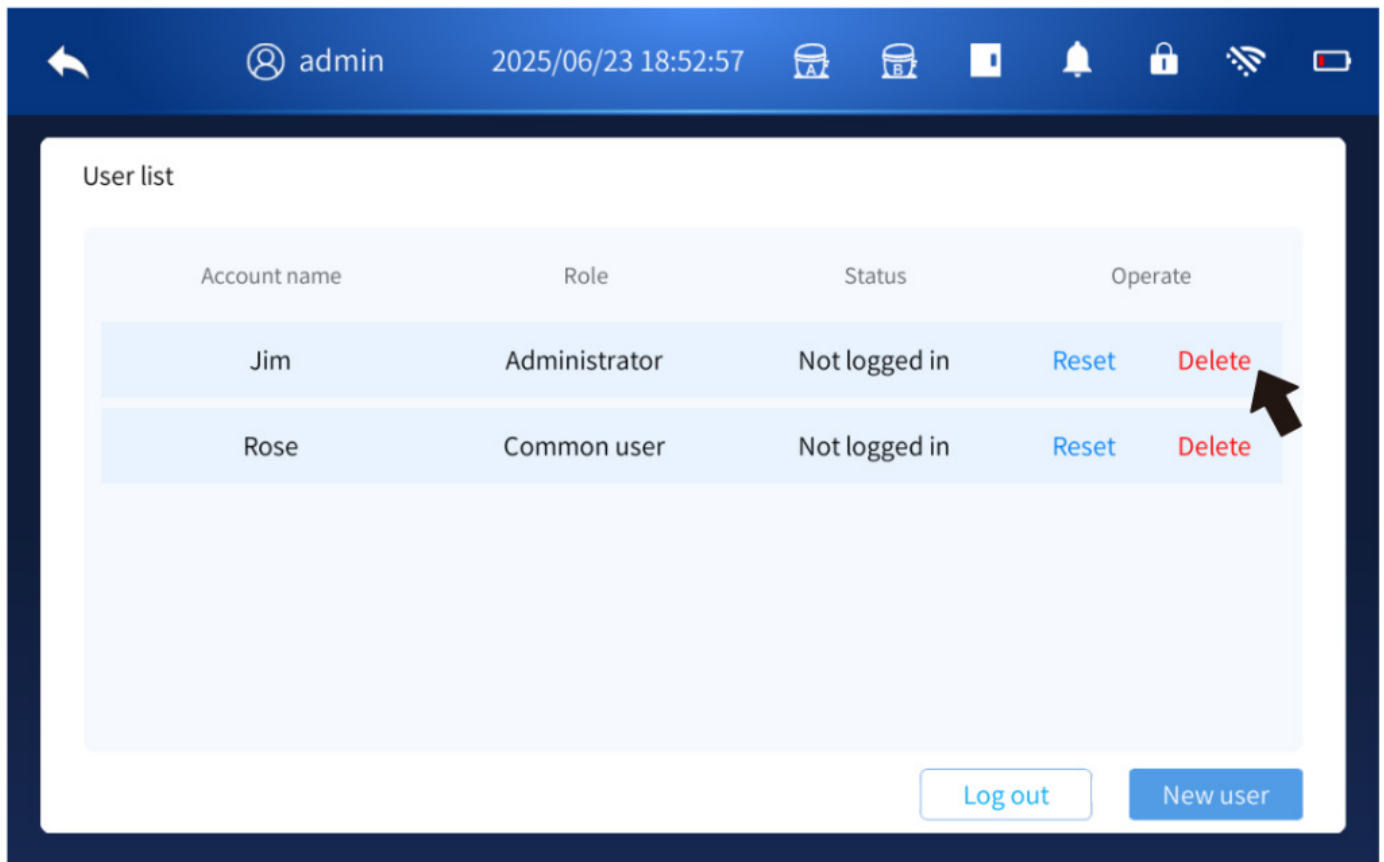 admin 2025/06/23 18:52:57 A B
User list
Account name Role Status Operate
Jim Administrator Not logged in Reset Delete
Rose Common user Not logged in Reset Delete
Log out New user